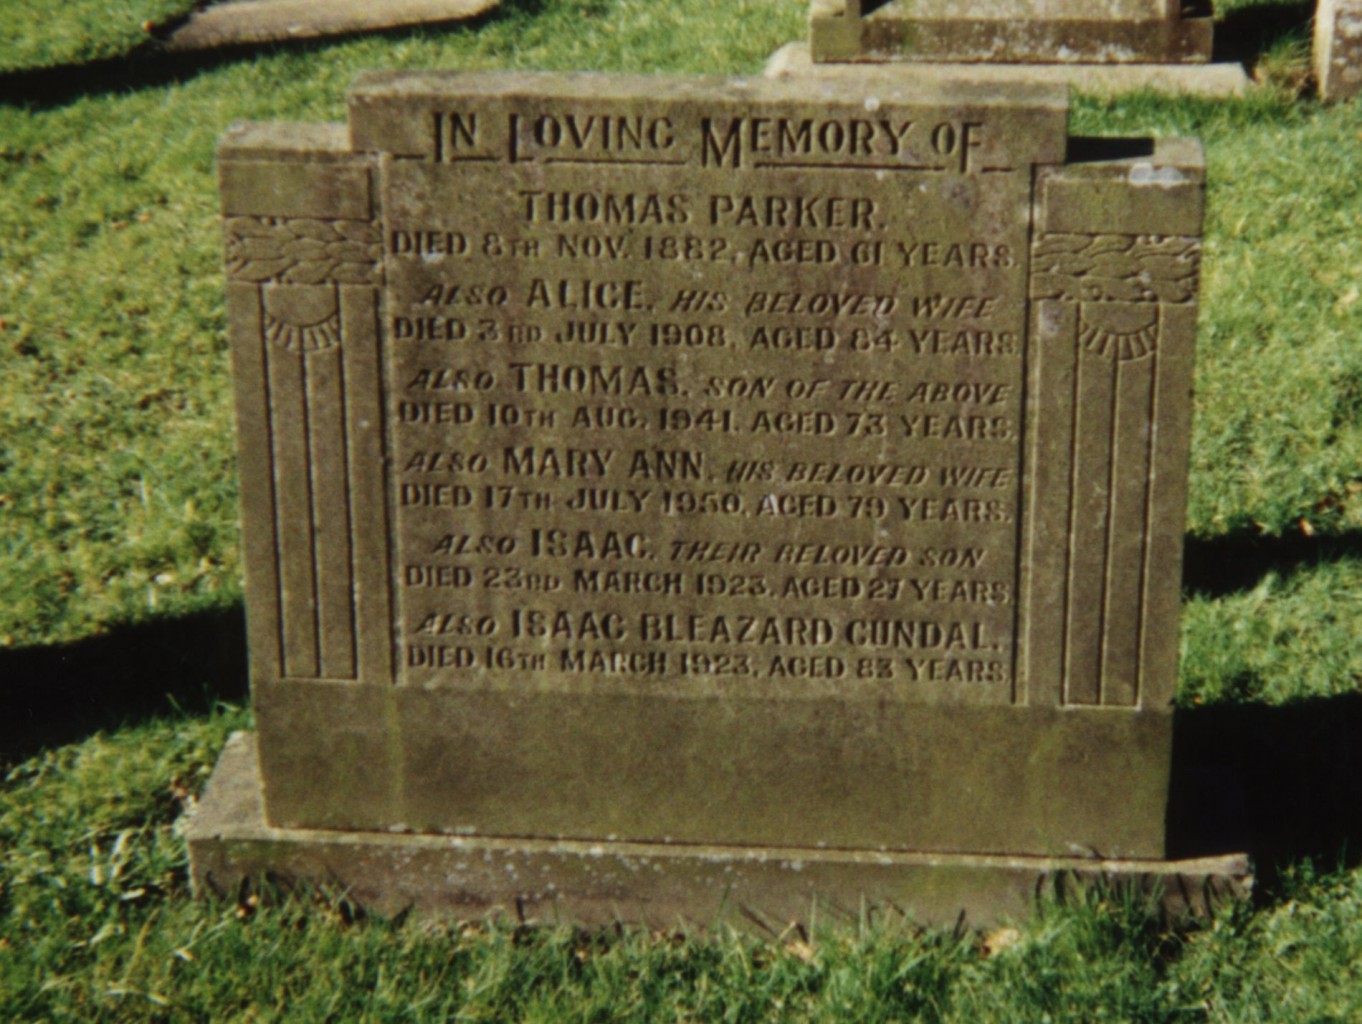 IN LOVING MEMORY OF
THOMAS PARKER.
DIED 8TH NOV. 1882, AGED 61 YEARS.
ALSO ALICE, HIS BELOVED WIFE
DIED 3RD JULY 1908, AGED 84 YEARS
ALSO THOMAS, SON OF THE ABOVE
DIED 10TH AUG. 1941, AGED 73 YEARS.
ALSO MARY ANN, HIS BELOVED WIFE
DIED 17TH JULY 1950, AGED 79 YEARS.
ALSO ISAAC, THEIR BELOVED SON
DIED 23RD MARCH 1923, AGED 27 YEARS.
ALSO ISAAC BLEAZARD CUNDAL,
DIED 16TH MARCH 1923, AGED 83 YEARS.